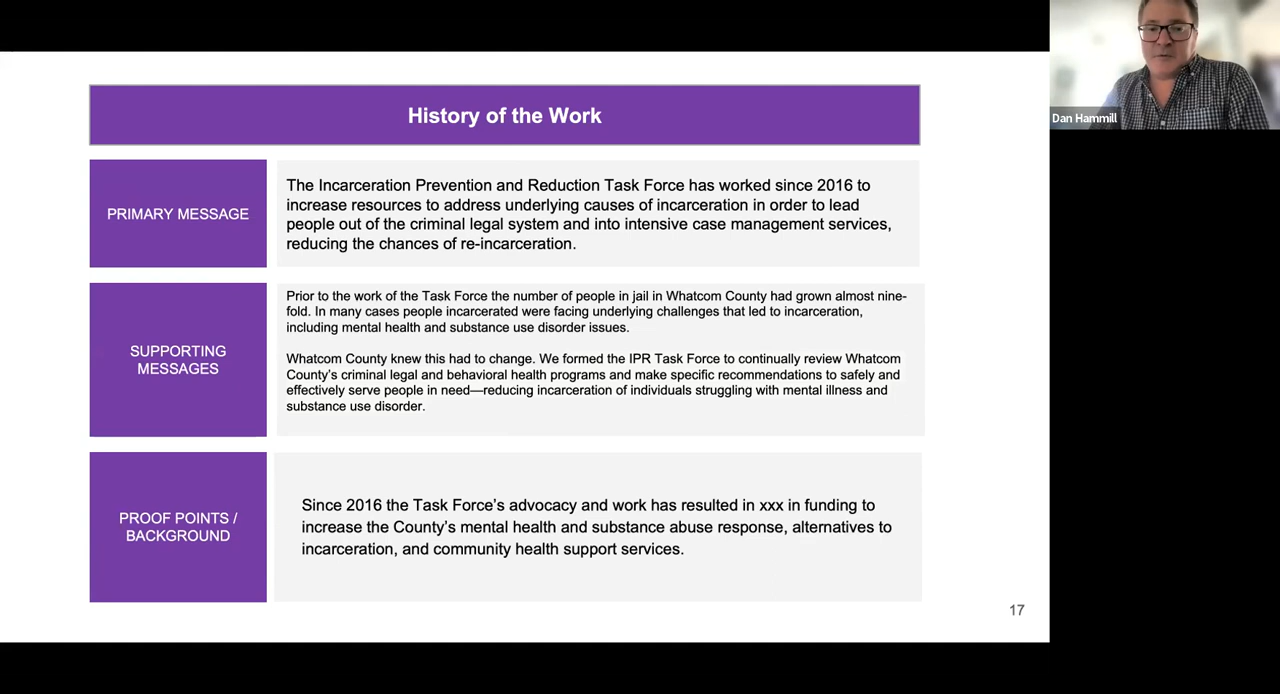 History of the Work
PRIMARY MESSAGE
The Incarceration Prevention and Reduction Task Force has worked since 2016 to
increase resources to address underlying causes of incarceration in order to lead
people out of the criminal legal system and into intensive case management services,
reducing the chances of re-incarceration.
SUPPORTING
MESSAGES
Prior to the work of the Task Force the number of people in jail in Whatcom County had grown almost nine-
fold. In many cases people incarcerated were facing underlying challenges that led to incarceration,
including mental health and substance use disorder issues.
Whatcom County knew this had to change. We formed the IPR Task Force to continually review Whatcom
County’s criminal legal and behavioral health programs and make specific recommendations to safely and
effectively serve people in need—reducing incarceration of individuals struggling with mental illness and
substance use disorder.
PROOF POINTS /
BACKGROUND
Since 2016 the Task Force’s advocacy and work has resulted in xxx in funding to
increase the County’s mental health and substance abuse response, alternatives to
incarceration, and community health support services.
17
Dan Hammill